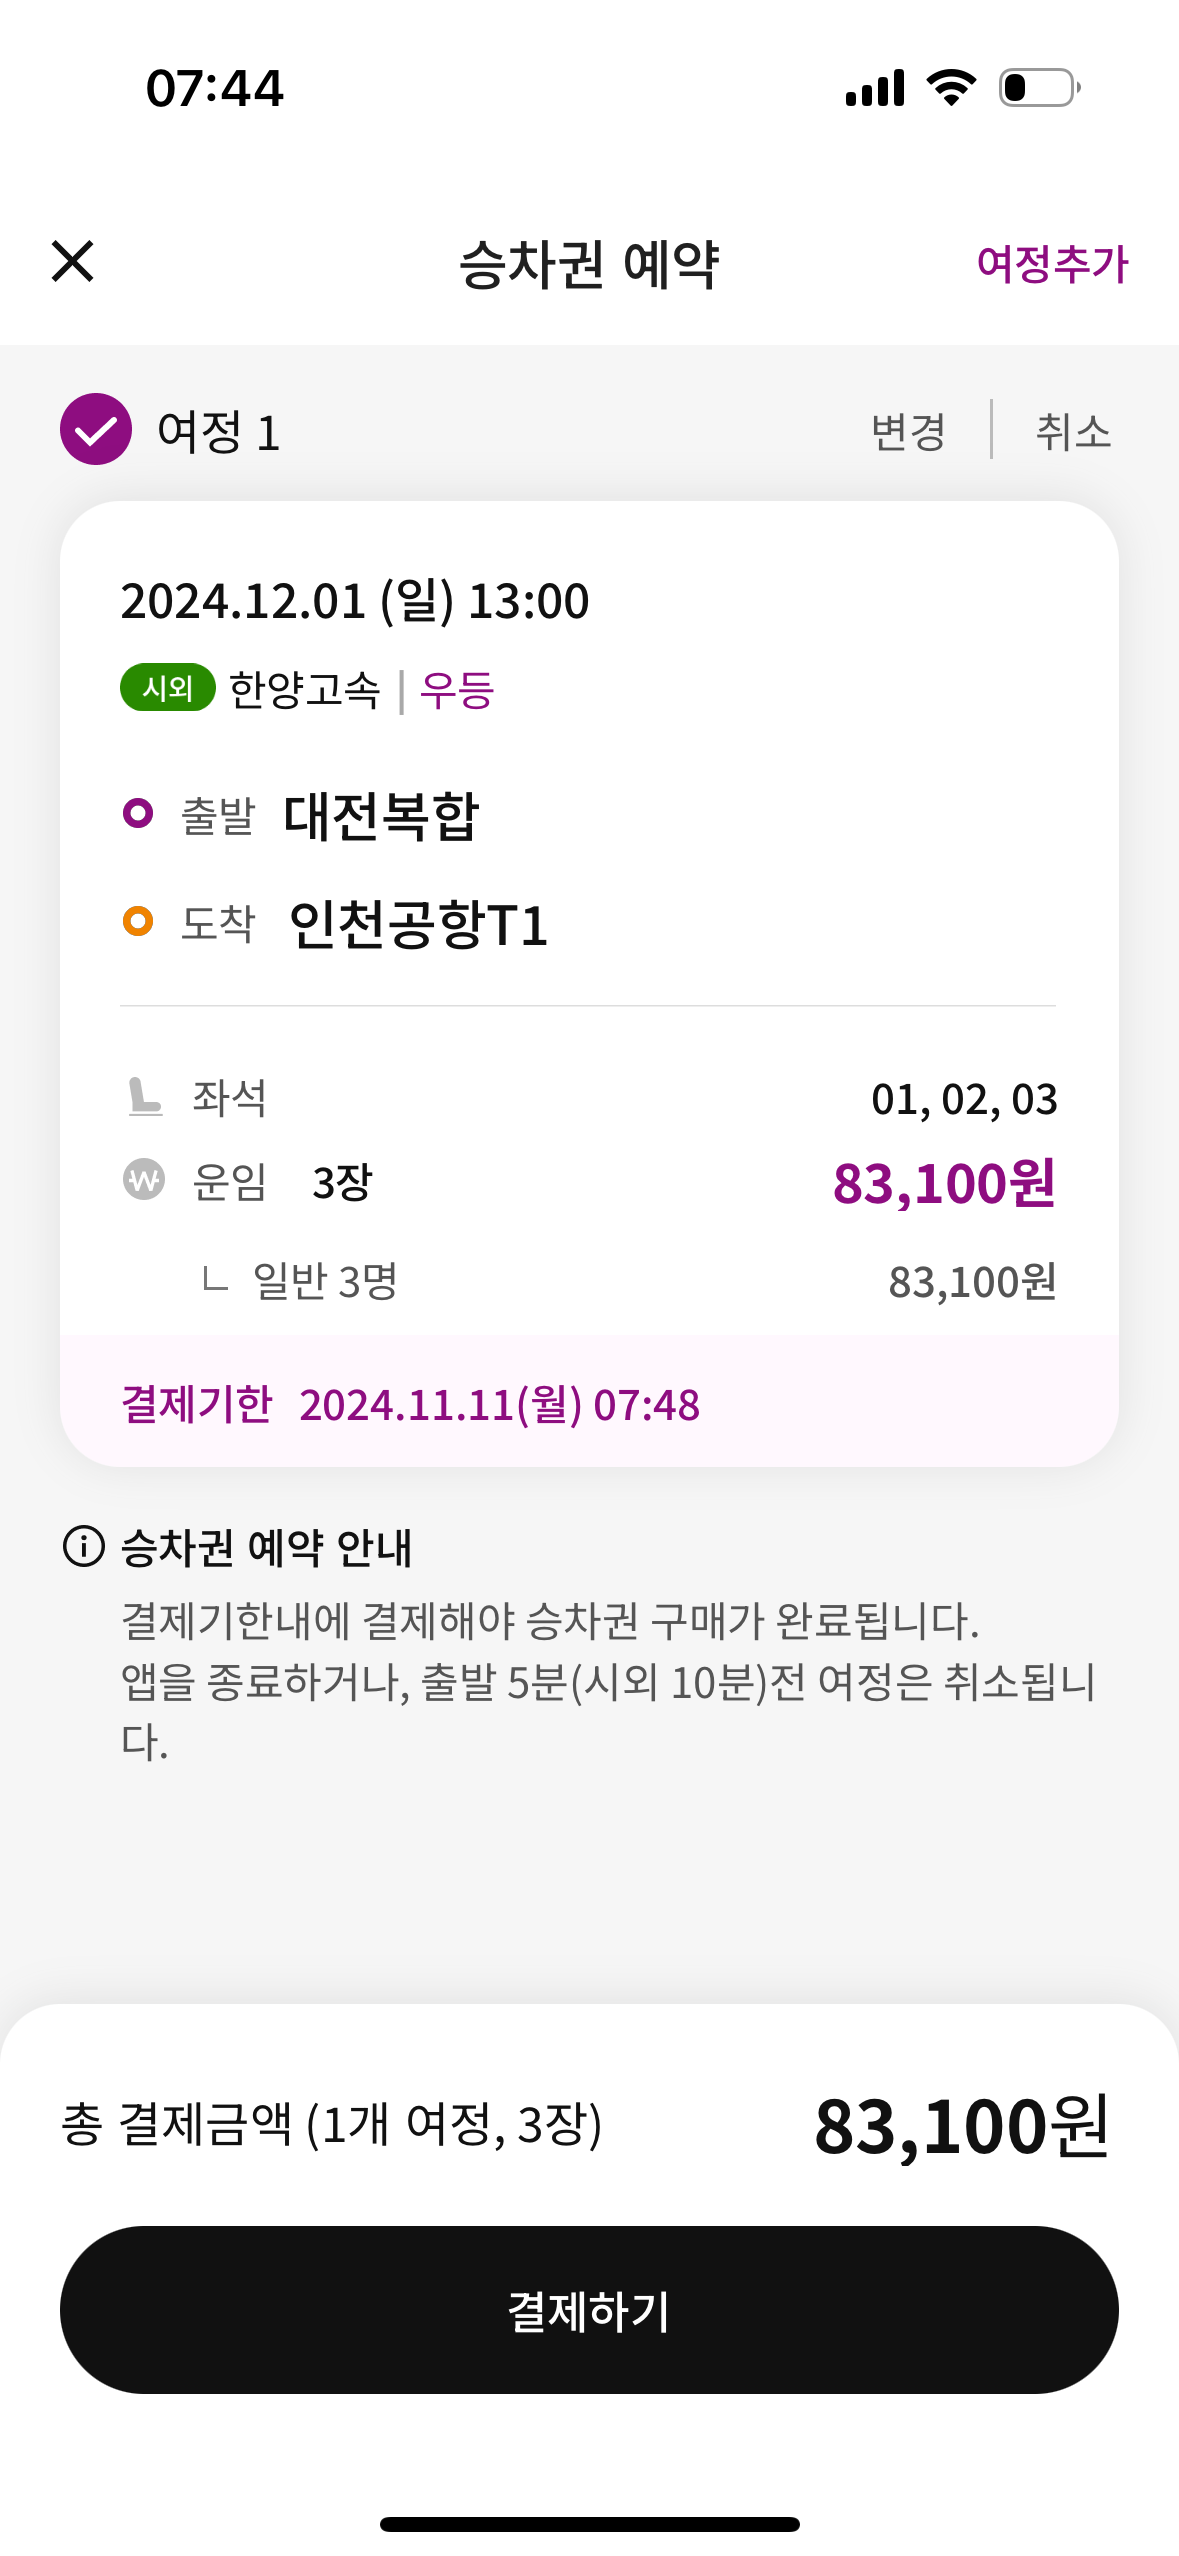 07:44
승차권 예약
여정추가
여정 1
변경
취소
2024.12.01 (일) 13:00
시외 한양고속 | 우등
출발 대전복합
도착 인천공항T1
좌석 01, 02, 03
운임 3장 83,100원
일반 3명 83,100원
결제기한 2024.11.11(월) 07:48
승차권 예약 안내
결제기한내에 결제해야 승차권 구매가 완료됩니다.
앱을 종료하거나, 출발 5분(시외 10분)전 여정은 취소됩니
다.
총 결제금액 (1개 여정, 3장) 83,100원
결제하기